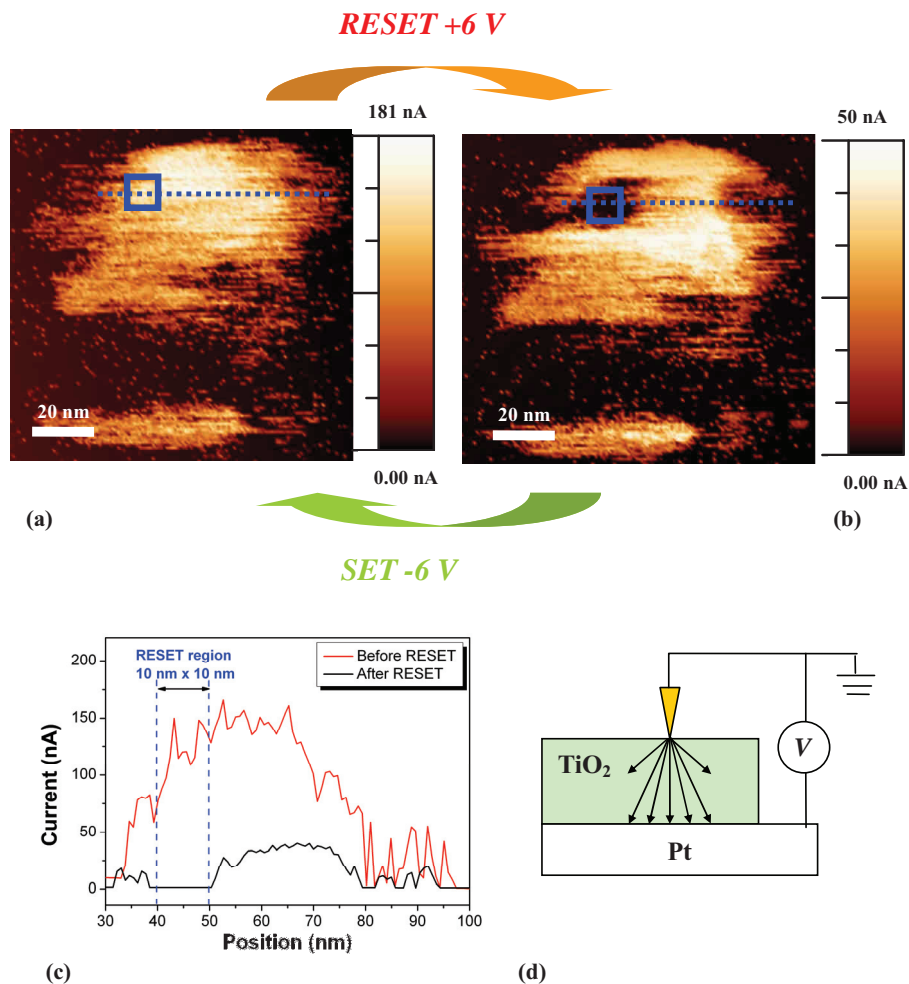 RESET +6 V
181 nA
50 nA
20 nm
20 nm
0.00 nA
0.00 nA
(a)
(b)
SET -6 V
200
150
100
50
0
Current (nA)
RESET region
10 nm x 10 nm
Before RESET
After RESET
30 40 50 60 70 80 90 100
Position (nm)
(c)
TiO2
V
Pt
(d)